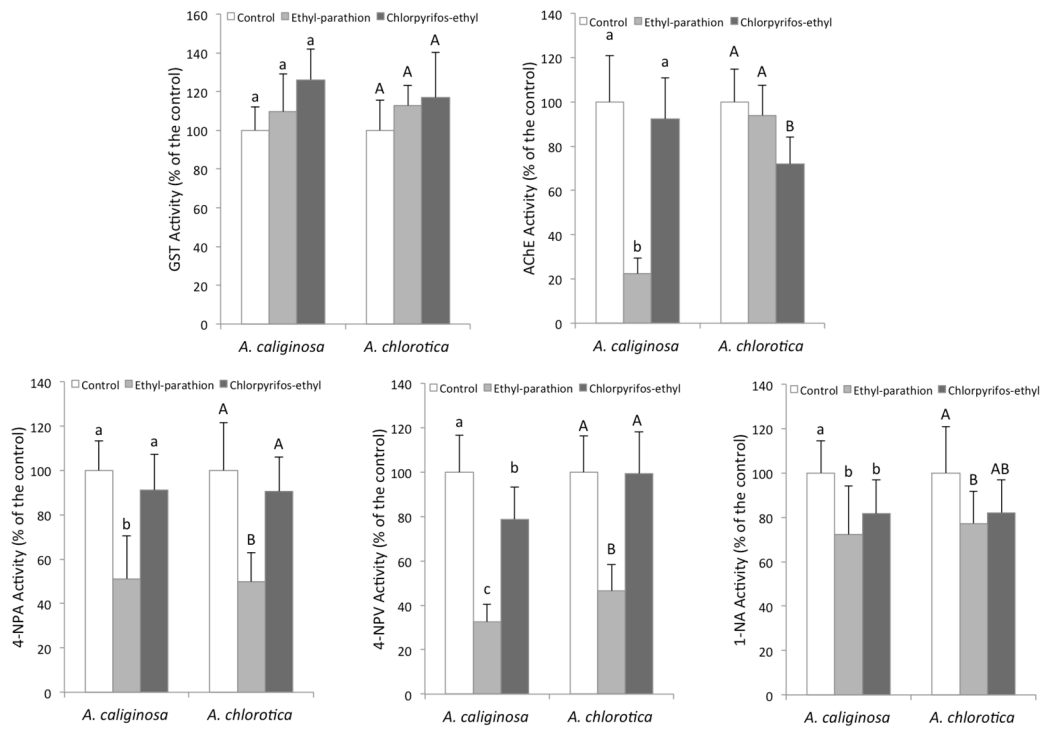 Control Ethyl-parathion Chlorpyrifos-ethyl
GST Activity (% of the control)
160
140
120
100
80
60
40
20
0
a a a A A A
A. caliginosa A. chlorotica
Control Ethyl-parathion Chlorpyrifos-ethyl
AChE Activity (% of the control)
140
120
100
80
60
40
20
0
a b a A A B
A. caliginosa A. chlorotica
Control Ethyl-parathion Chlorpyrifos-ethyl
4-NPA Activity (% of the control)
140
120
100
80
60
40
20
0
a b a A B A
A. caliginosa A. chlorotica
Control Ethyl-parathion Chlorpyrifos-ethyl
4-NPV Activity (% of the control)
140
120
100
80
60
40
20
0
a c b A B A
A. caliginosa A. chlorotica
Control Ethyl-parathion Chlorpyrifos-ethyl
1-NA Activity (% of the control)
140
120
100
80
60
40
20
0
a b b A B AB
A. caliginosa A. chlorotica